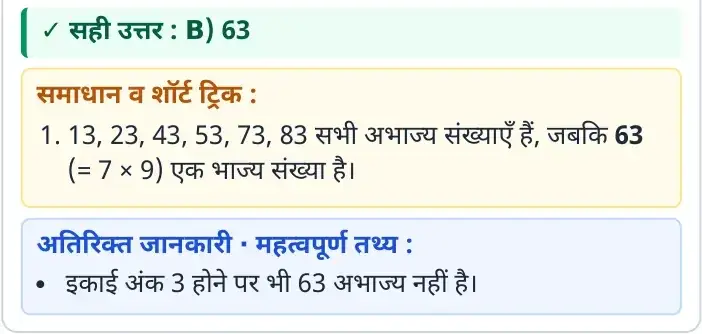 ✓ सही उत्तर : B) 63
समाधान व शॉर्ट ट्रिक :
1. 13, 23, 43, 53, 73, 83 सभी अभाज्य संख्याएँ हैं, जबकि 63
(= 7 × 9) एक भाज्य संख्या है।
अतिरिक्त जानकारी · महत्वपूर्ण तथ्य :
• इकाई अंक 3 होने पर भी 63 अभाज्य नहीं है।